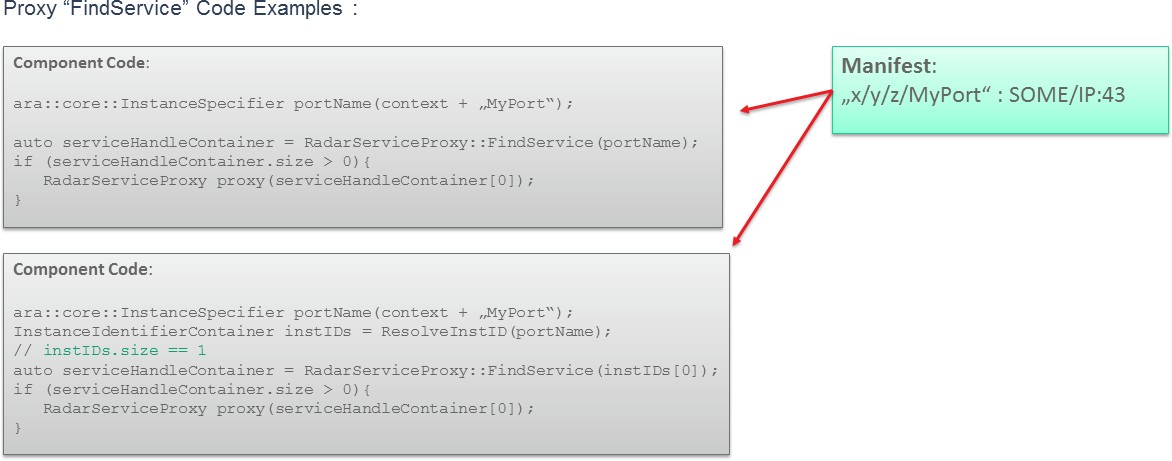 Proxy “FindService” Code Examples :
Component Code:
ara::core::InstanceSpecifier portName(context + „MyPort“);
auto serviceHandleContainer = RadarServiceProxy::FindService(portName);
if (serviceHandleContainer.size > 0){
RadarServiceProxy proxy(serviceHandleContainer[0]);
}
Manifest:
„x/y/z/MyPort“ : SOME/IP:43
Component Code:
ara::core::InstanceSpecifier portName(context + „MyPort“);
InstanceIdentifierContainer instIDs = ResolveInstID(portName);
// instIDs.size == 1
auto serviceHandleContainer = RadarServiceProxy::FindService(instIDs[0]);
if (serviceHandleContainer.size > 0){
RadarServiceProxy proxy(serviceHandleContainer[0]);
}